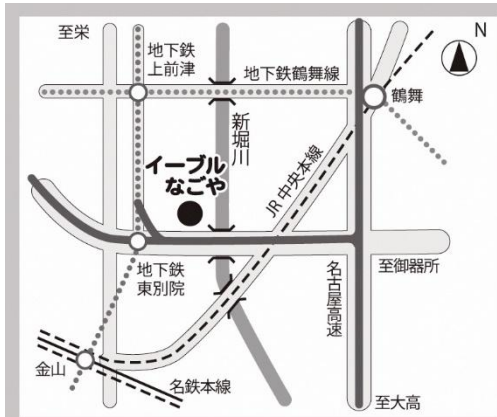 至栄
N
地下鉄
上前津
地下鉄鶴舞線
鶴舞
新堀川
イーブル
なごや
JR中央本線
地下鉄
東別院
名古屋高速
至御器所
金山
名鉄本線
至大高